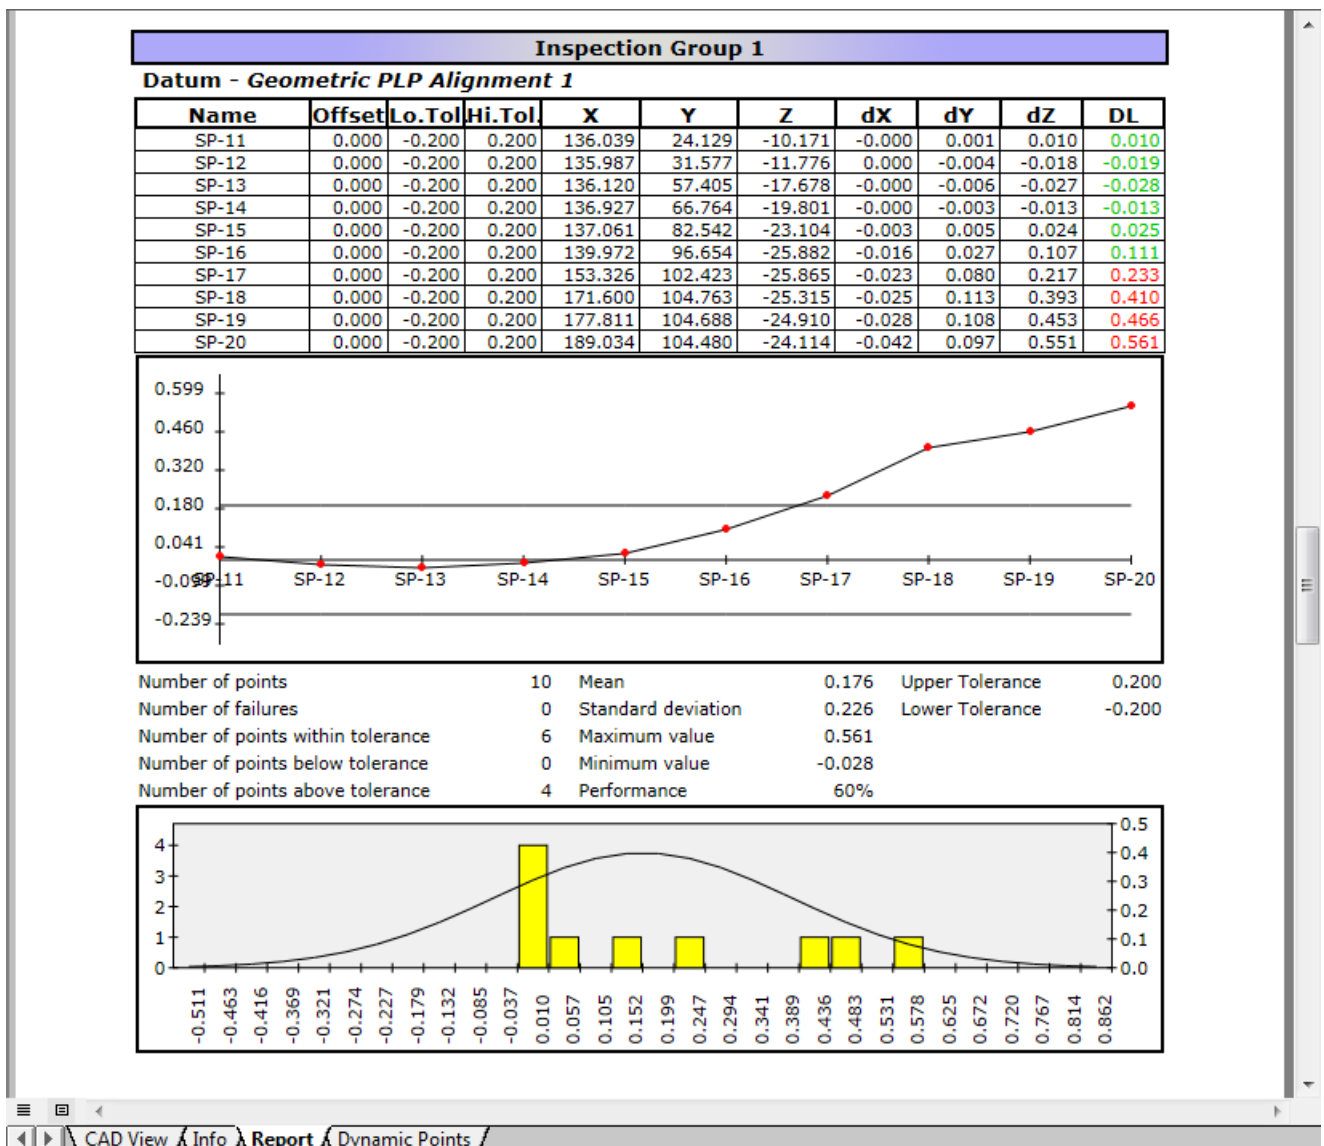 Inspection Group 1
Datum - Geometric PLP Alignment 1
Name Offset Lo.Tol. Hi.Tol. X Y Z dX dY dZ DL
SP-11 0.000 -0.200 0.200 136.039 24.129 -10.171 -0.000 0.001 0.010 0.010
SP-12 0.000 -0.200 0.200 135.987 31.577 -11.776 0.000 -0.004 -0.018 -0.019
SP-13 0.000 -0.200 0.200 136.120 57.405 -17.678 -0.000 -0.006 -0.027 -0.028
SP-14 0.000 -0.200 0.200 136.927 66.764 -19.801 -0.000 -0.003 -0.013 -0.013
SP-15 0.000 -0.200 0.200 137.061 82.542 -23.104 -0.003 0.005 0.024 0.025
SP-16 0.000 -0.200 0.200 139.972 96.654 -25.882 -0.016 0.027 0.107 0.111
SP-17 0.000 -0.200 0.200 153.326 102.423 -25.865 -0.023 0.080 0.217 0.233
SP-18 0.000 -0.200 0.200 171.600 104.763 -25.315 -0.025 0.113 0.393 0.410
SP-19 0.000 -0.200 0.200 177.811 104.688 -24.910 -0.028 0.108 0.453 0.466
SP-20 0.000 -0.200 0.200 189.034 104.480 -24.114 -0.042 0.097 0.551 0.561
0.599
0.460
0.320
0.180
0.041
-0.099 SP-11 SP-12 SP-13 SP-14 SP-15 SP-16 SP-17 SP-18 SP-19 SP-20
-0.239
Number of points 10 Mean 0.176 Upper Tolerance 0.200
Number of failures 0 Standard deviation 0.226 Lower Tolerance -0.200
Number of points within tolerance 6 Maximum value 0.561
Number of points below tolerance 0 Minimum value -0.028
Number of points above tolerance 4 Performance 60%
0.5
4 0.4
3 0.3
2 0.2
1 0.1
0 0.0
-0.511 -0.463 -0.416 -0.369 -0.321 -0.274 -0.227 -0.179 -0.132 -0.085 -0.037 0.010 0.057 0.105 0.152 0.199 0.247 0.294 0.341 0.389 0.436 0.483 0.531 0.578 0.625 0.672 0.720 0.767 0.814 0.862
CAD View Info Report Dynamic Points